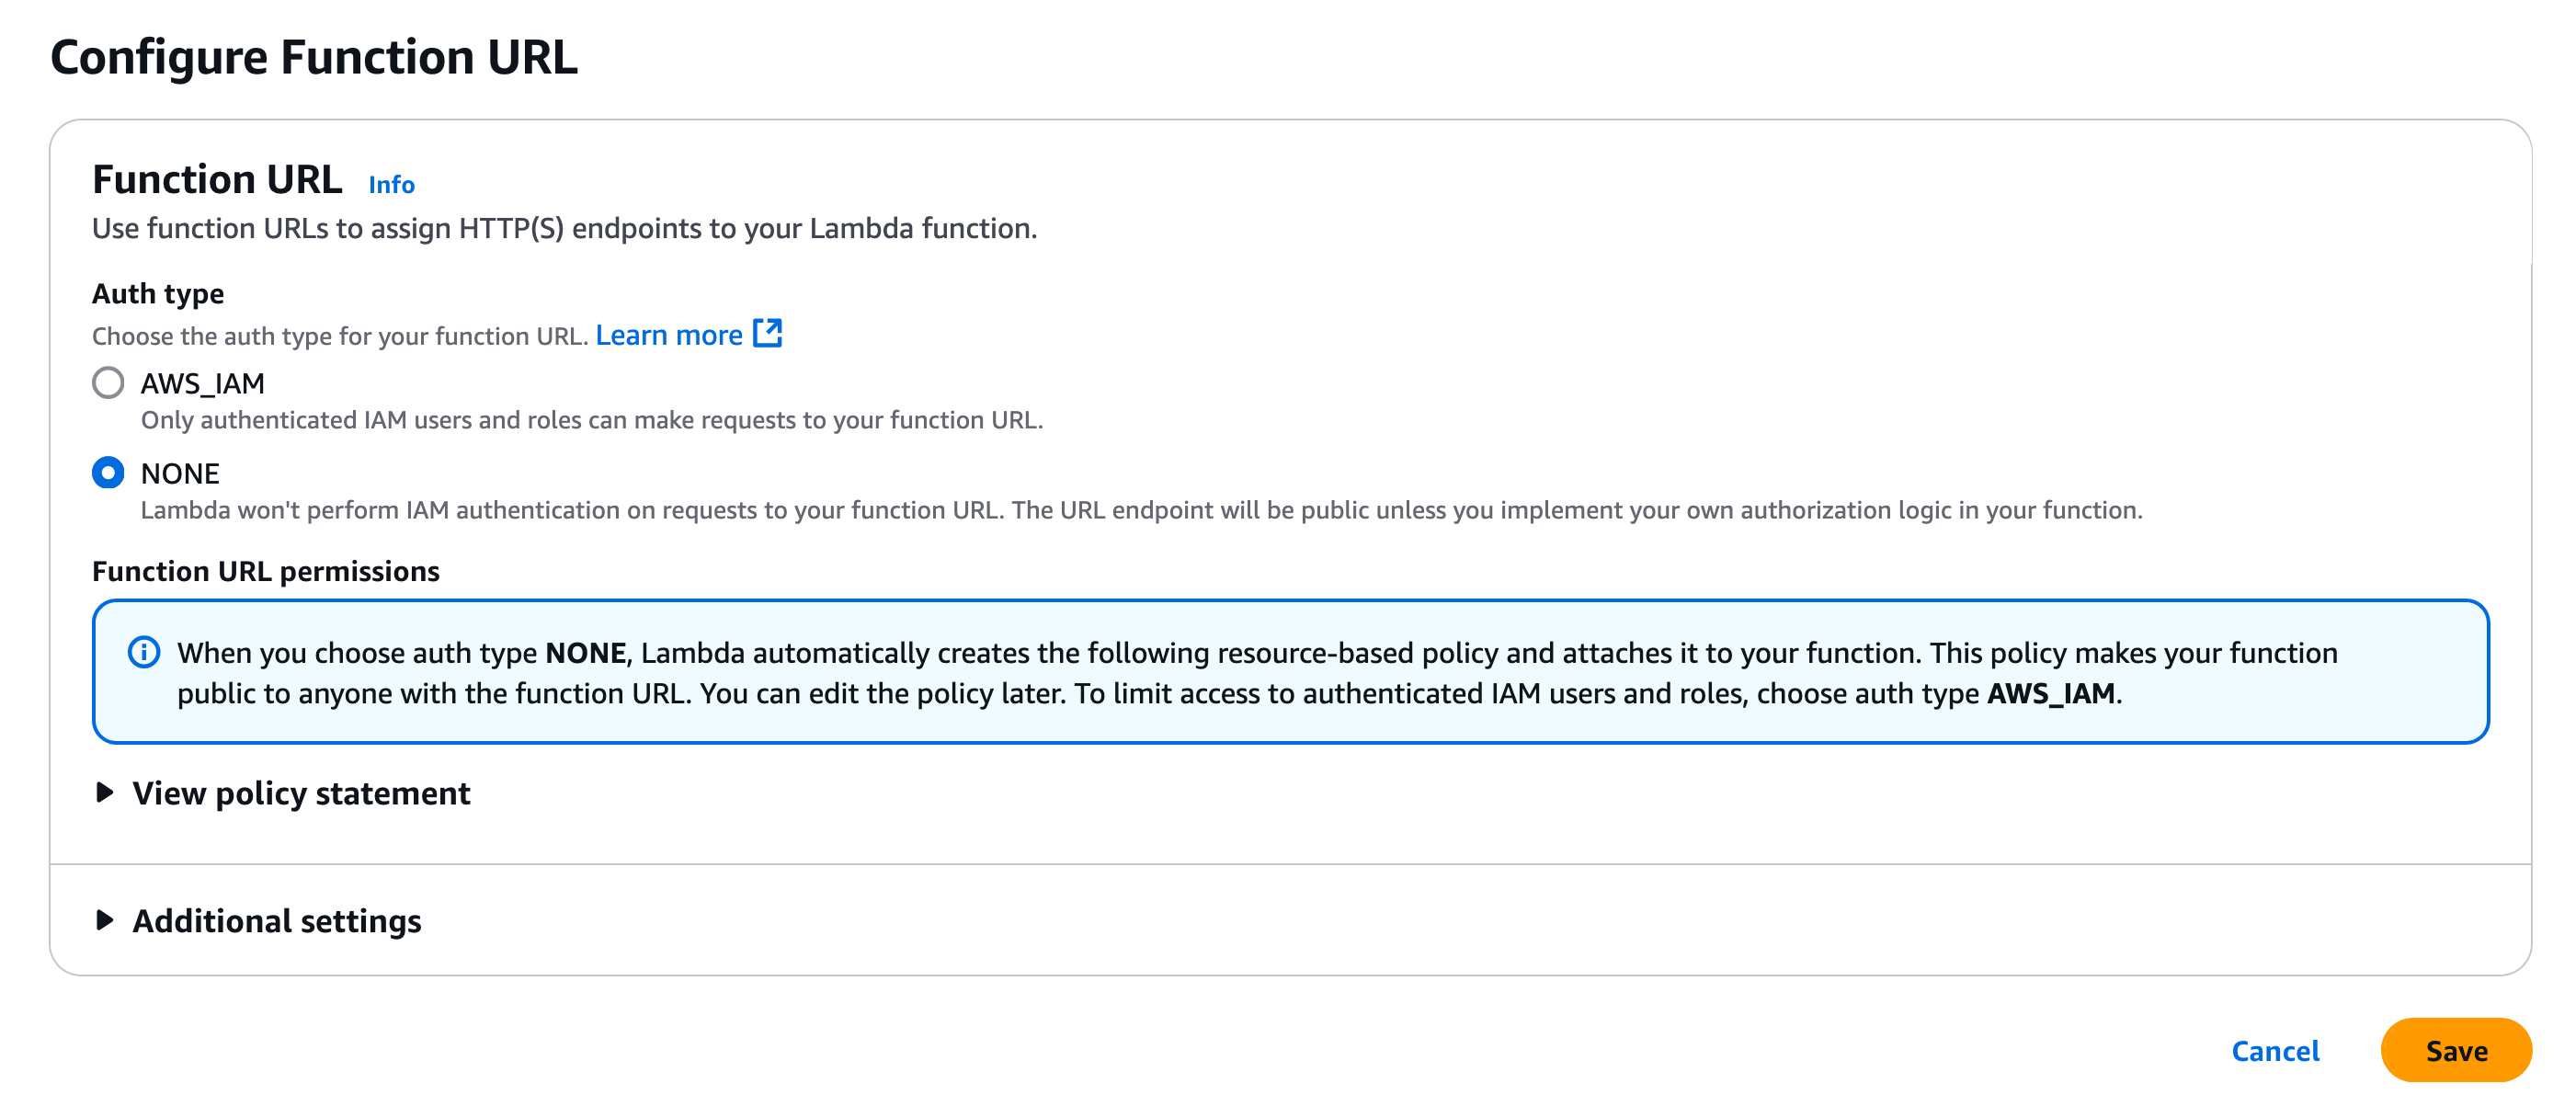 Configure Function URL
Function URL Info
Use function URLs to assign HTTP(S) endpoints to your Lambda function.
Auth type
Choose the auth type for your function URL. Learn more
AWS_IAM
Only authenticated IAM users and roles can make requests to your function URL.
NONE
Lambda won't perform IAM authentication on requests to your function URL. The URL endpoint will be public unless you implement your own authorization logic in your function.
Function URL permissions
When you choose auth type NONE, Lambda automatically creates the following resource-based policy and attaches it to your function. This policy makes your function
public to anyone with the function URL. You can edit the policy later. To limit access to authenticated IAM users and roles, choose auth type AWS_IAM.
View policy statement
Additional settings
Cancel Save